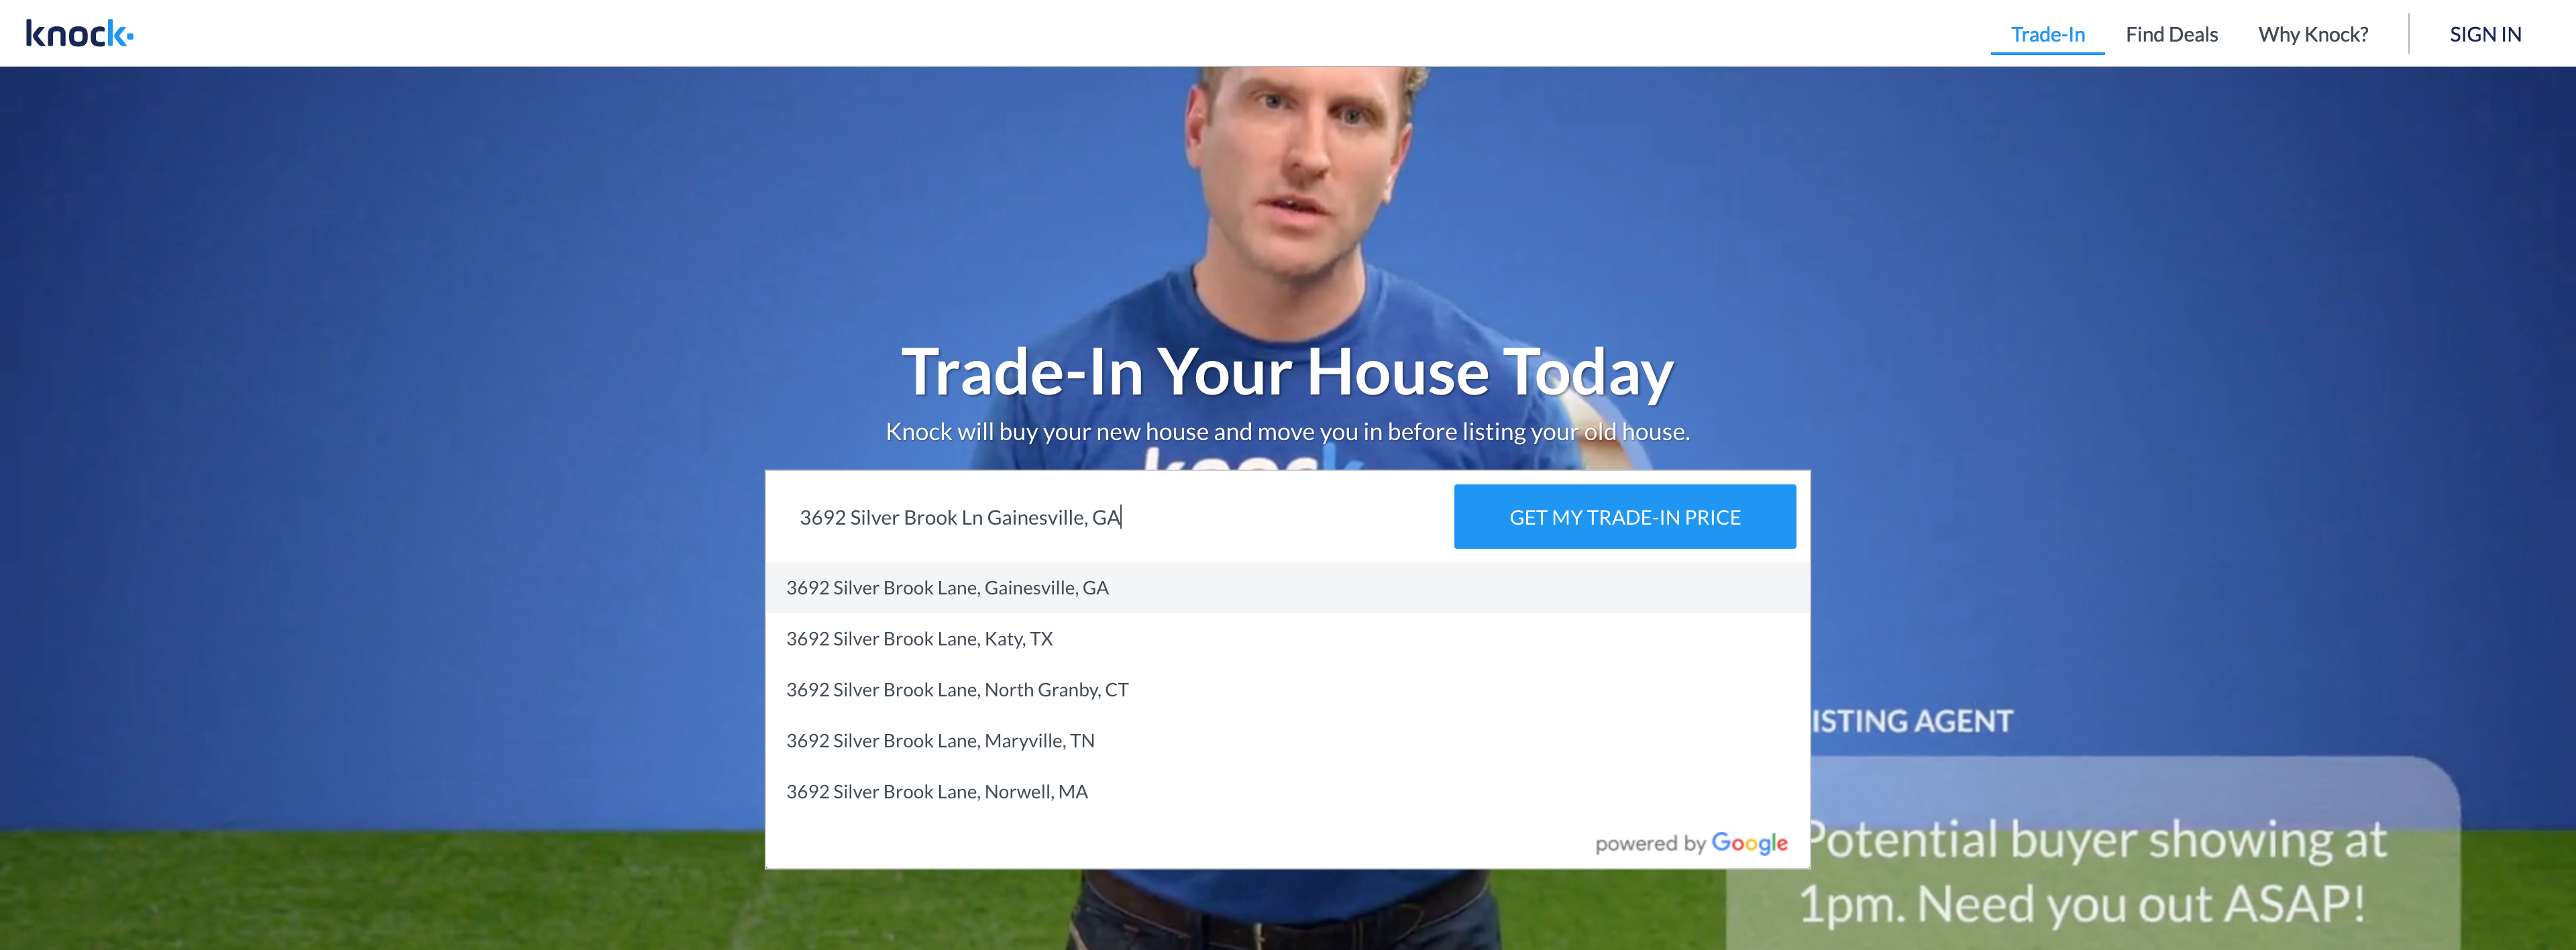 knock
Trade-In
Find Deals
Why Knock?
SIGN IN
Trade-In Your House Today
Knock will buy your new house and move you in before listing your old house.
3692 Silver Brook Ln Gainesville, GA
GET MY TRADE-IN PRICE
3692 Silver Brook Lane, Gainesville, GA
3692 Silver Brook Lane, Katy, TX
3692 Silver Brook Lane, North Granby, CT
3692 Silver Brook Lane, Maryville, TN
3692 Silver Brook Lane, Norwell, MA
powered by Google
ISTING AGENT
Potential buyer showing at
1pm. Need you out ASAP!